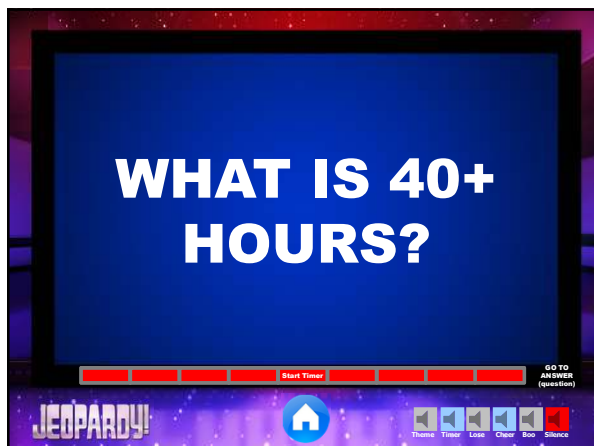 WHAT IS 40+
HOURS?
Start Timer
GO TO
ANSWER
(question)
JEOPARDY!
Theme Timer Lose Cheer Boo Silence